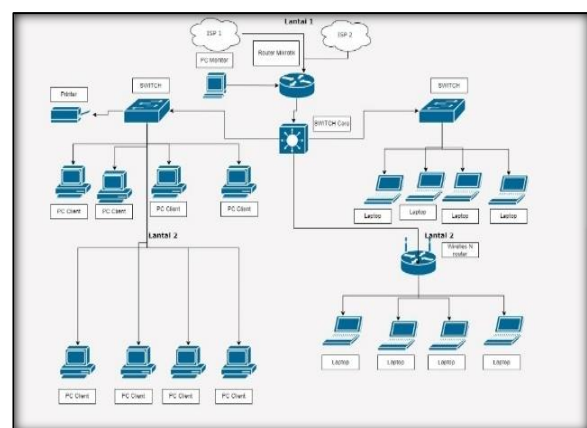 Lantai 1
ISP 1
ISP 2
Router Mikrotik
PC Monitor
SWITCH
SWITCH
Printer
SWITCH Core
PC Client
PC Client
PC Client
PC Client
Laptop
Laptop
Laptop
Laptop
Lantai 2
Lantai 2
Wireles N
router
Laptop
Laptop
Laptop
Laptop
PC Client
PC Client
PC Client
PC Client